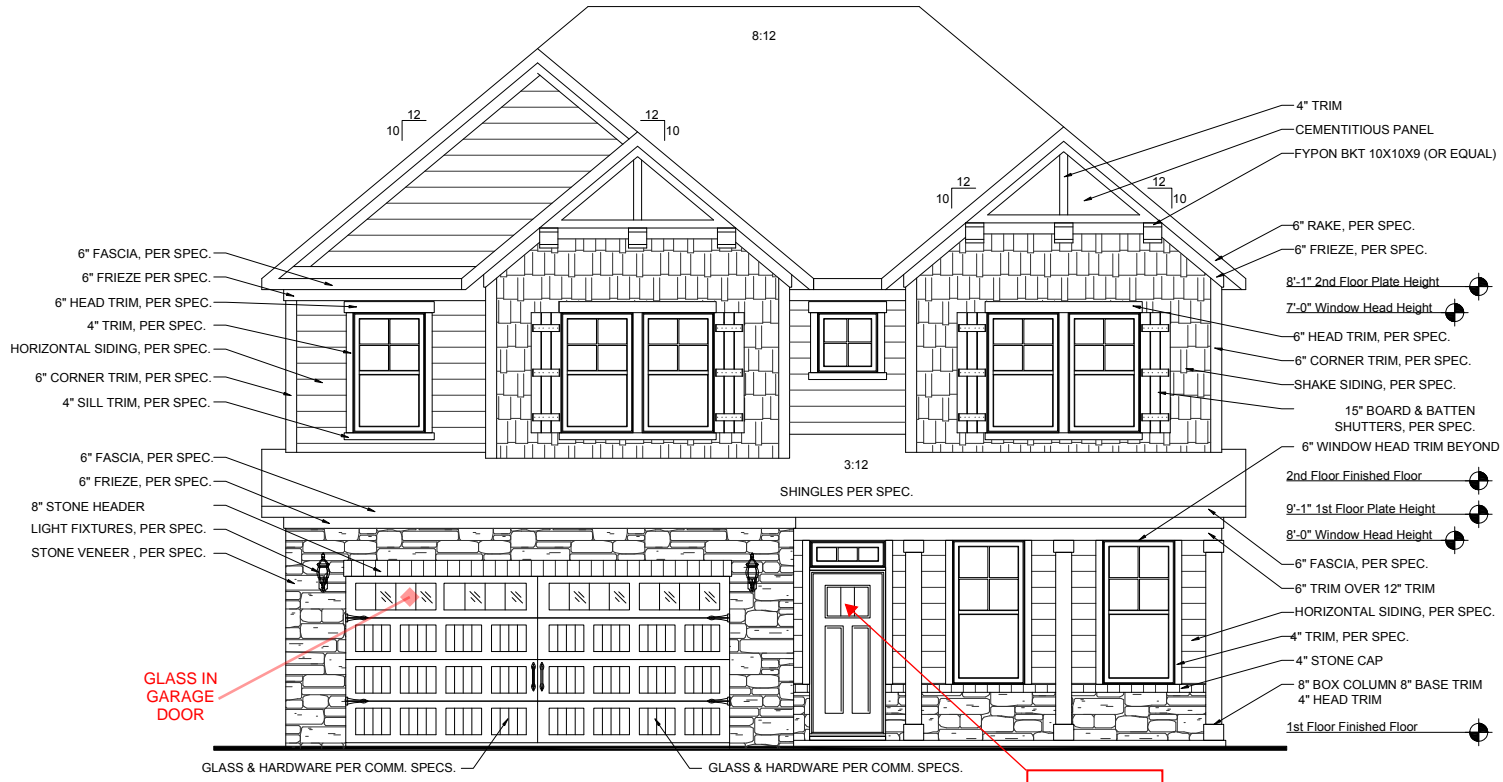 8:12
12
10
12
10
12
10
12
10
4" TRIM
CEMENTITIOUS PANEL
FYPON BKT 10X10X9 (OR EQUAL)
6" RAKE, PER SPEC.
6" FRIEZE, PER SPEC.
8'-1" 2nd Floor Plate Height
7'-0" Window Head Height
6" HEAD TRIM, PER SPEC.
6" CORNER TRIM, PER SPEC.
SHAKE SIDING, PER SPEC.
15" BOARD & BATTEN
SHUTTERS, PER SPEC.
6" WINDOW HEAD TRIM BEYOND
2nd Floor Finished Floor
9'-1" 1st Floor Plate Height
8'-0" Window Head Height
6" FASCIA, PER SPEC.
6" TRIM OVER 12" TRIM
HORIZONTAL SIDING, PER SPEC.
4" TRIM, PER SPEC.
4" STONE CAP
8" BOX COLUMN 8" BASE TRIM
4" HEAD TRIM
1st Floor Finished Floor
6" FASCIA, PER SPEC.
6" FRIEZE PER SPEC.
6" HEAD TRIM, PER SPEC.
4" TRIM, PER SPEC.
HORIZONTAL SIDING, PER SPEC.
6" CORNER TRIM, PER SPEC.
4" SILL TRIM, PER SPEC.
6" FASCIA, PER SPEC.
6" FRIEZE, PER SPEC.
8" STONE HEADER
LIGHT FIXTURES, PER SPEC.
STONE VENEER , PER SPEC.
3:12
SHINGLES PER SPEC.
GLASS IN
GARAGE
DOOR
GLASS & HARDWARE PER COMM. SPECS.
GLASS & HARDWARE PER COMM. SPECS.